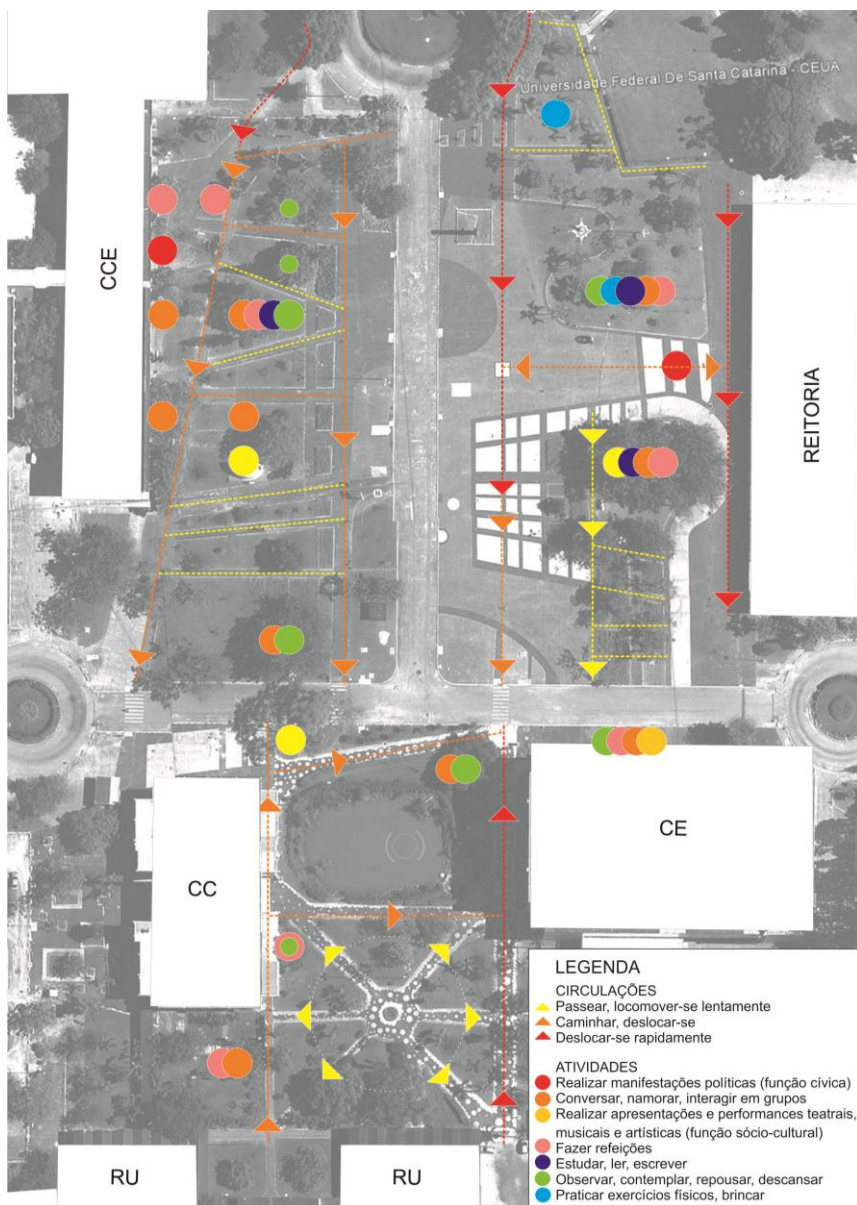 Universidade Federal De Santa Catarina - CEUA
CCE
REITORIA
CE
CC
RU
RU
LEGENDA
CIRCULAÇÕES
Passear, locomover-se lentamente
Caminhar, deslocar-se
Deslocar-se rapidamente
ATIVIDADES
Realizar manifestações políticas (função cívica)
Conversar, namorar, interagir em grupos
Realizar apresentações e performances teatrais,
musicais e artísticas (função sócio-cultural)
Fazer refeições
Estudar, ler, escrever
Observar, contemplar, repousar, descansar
Praticar exercícios físicos, brincar